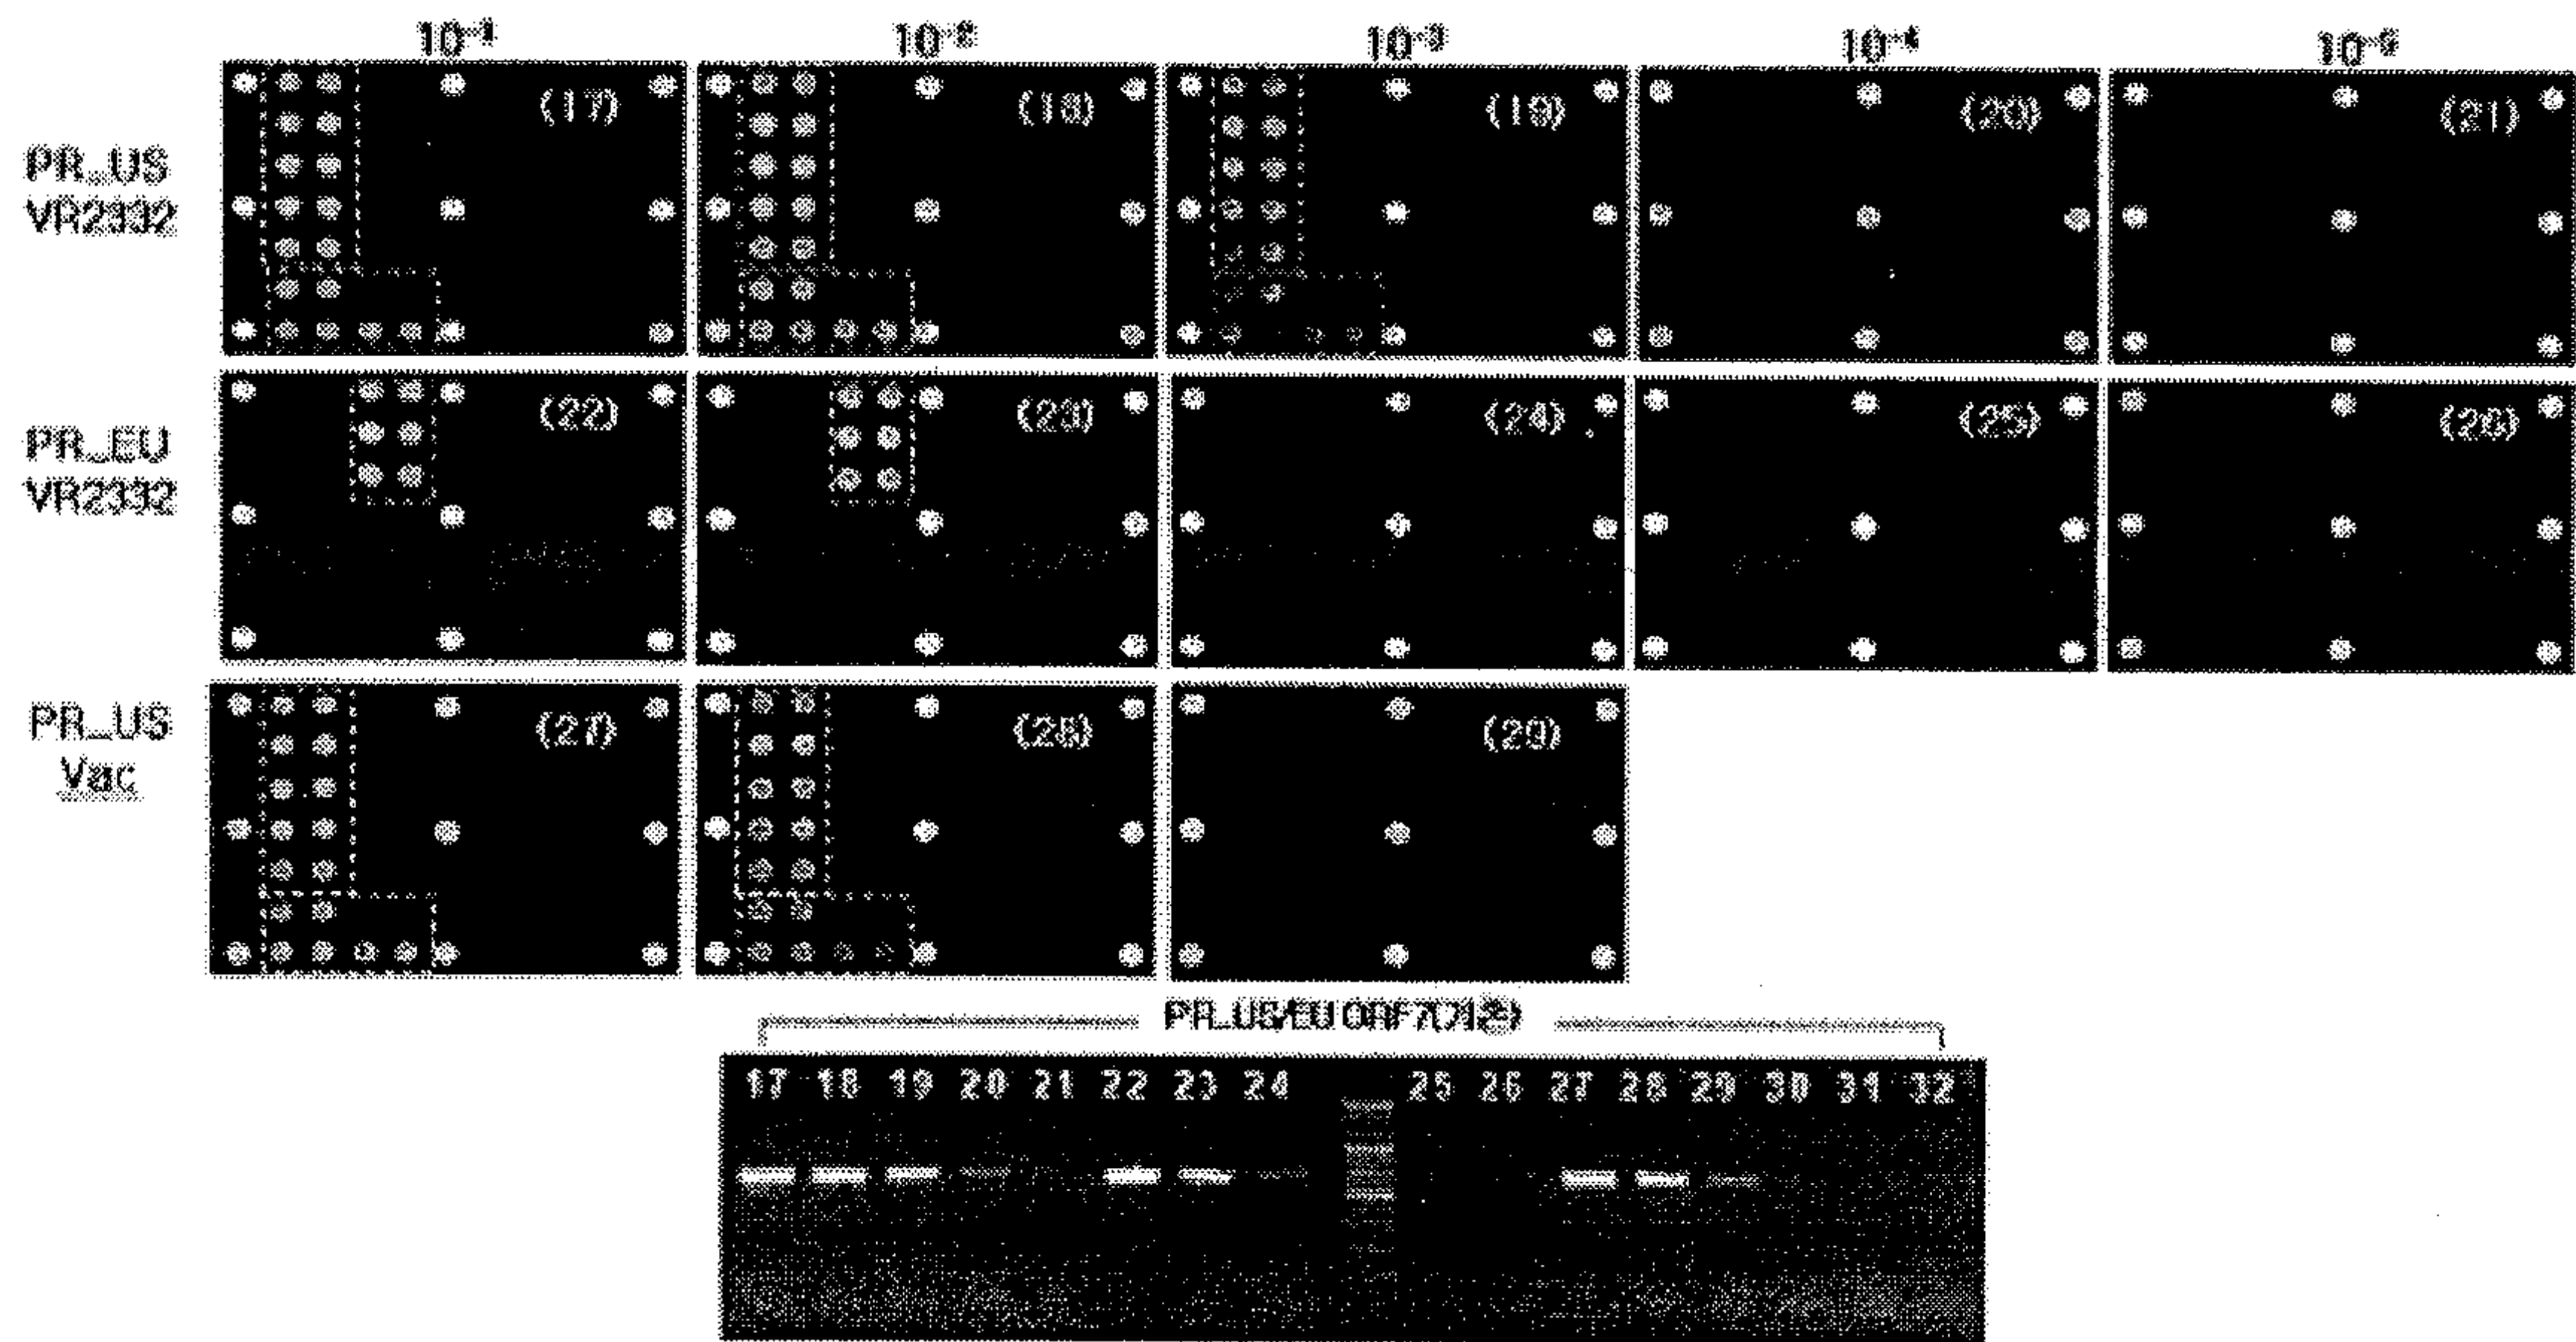 10⁻¹ 10⁻² 10⁻³ 10⁻⁴ 10⁻⁵
PR_US
VR2332
(17) (18) (19) (20) (21)
PR_EU
VR2332
(22) (23) (24) (25) (26)
PR_US
Vac
(27) (28) (29)
PR_US/EU ORF7
17 18 19 20 21 22 23 24 25 26 27 28 29 30 31 32